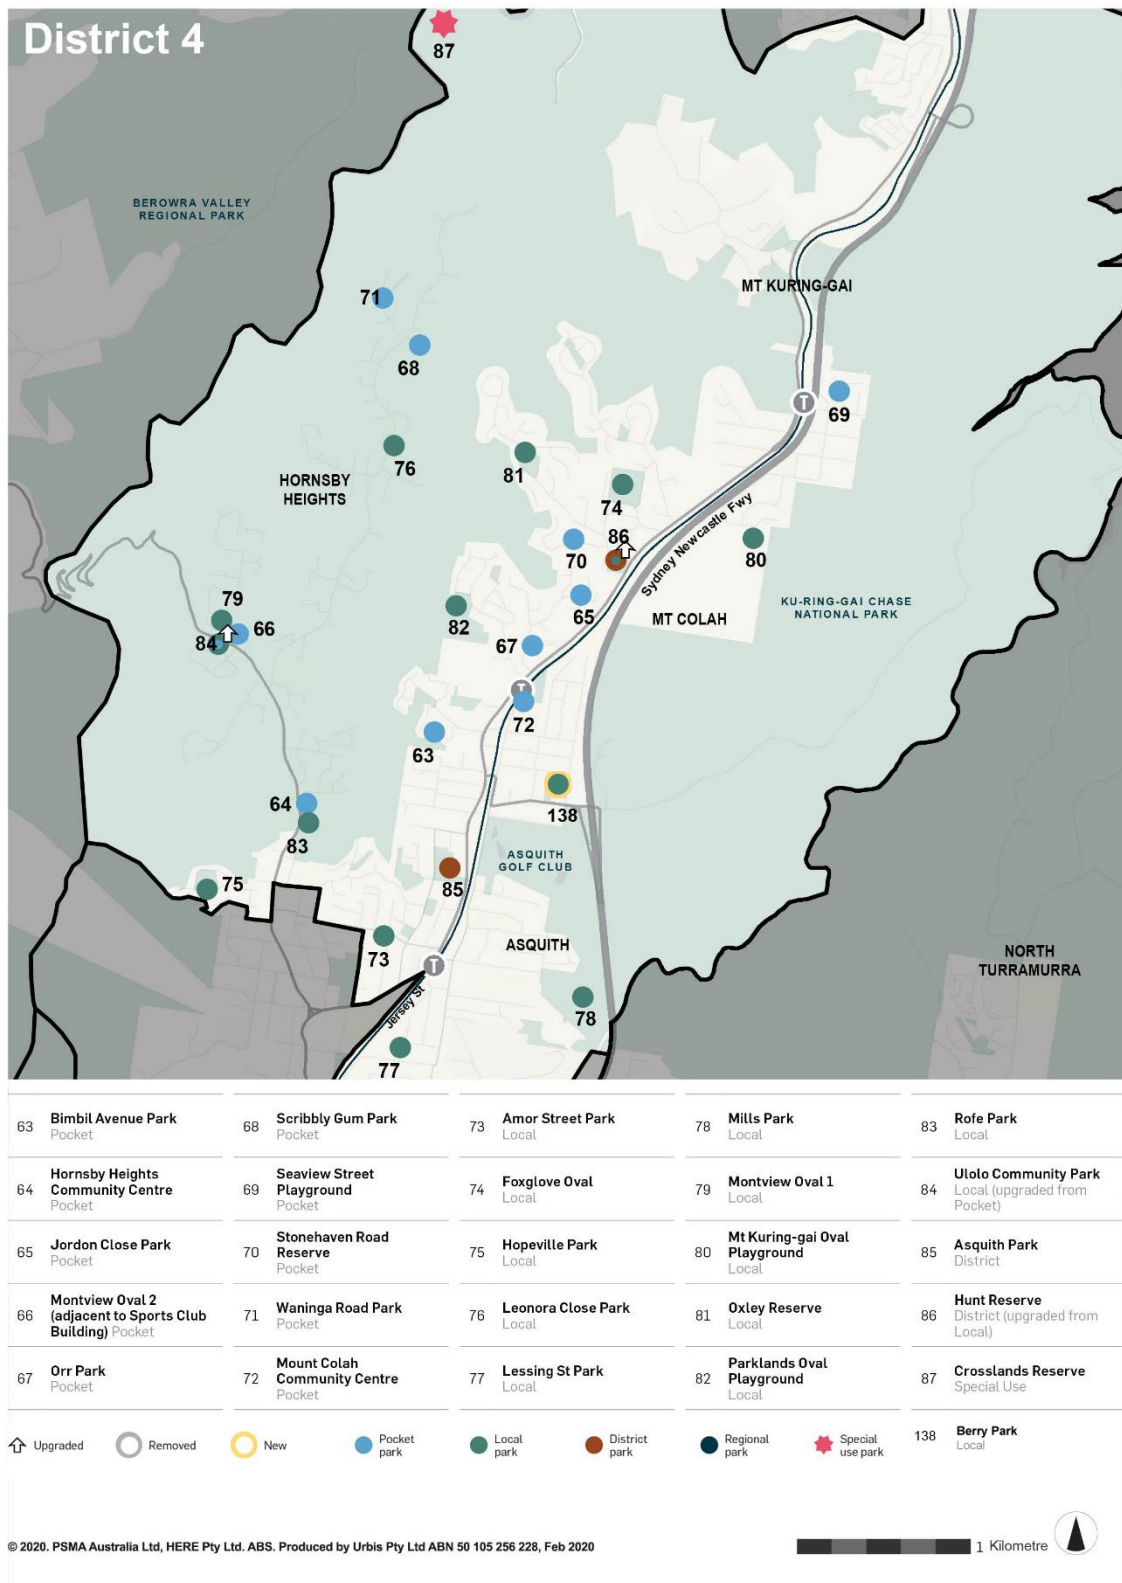 District 4
87
BEROWRA VALLEY
REGIONAL PARK
MT KURING-GAI
71
68
T
69
76
81
HORNSBY
HEIGHTS
74
Sydney Newcastle Fwy
86
70
80
79
82
65
MT COLAH
KU-RING-GAI CHASE
NATIONAL PARK
66
84
67
T
72
63
64
138
83
ASQUITH
GOLF CLUB
75
85
73
ASQUITH
T
NORTH
TURRAMURRA
Jersey St
78
77
63
Bimbil Avenue Park
Pocket
68
Scribbly Gum Park
Pocket
73
Amor Street Park
Local
78
Mills Park
Local
83
Rofe Park
Local
64
Hornsby Heights
Community Centre
Pocket
69
Seaview Street
Playground
Pocket
74
Foxglove Oval
Local
79
Montview Oval 1
Local
84
Ulolo Community Park
Local (upgraded from
Pocket)
65
Jordon Close Park
Pocket
70
Stonehaven Road
Reserve
Pocket
75
Hopeville Park
Local
80
Mt Kuring-gai Oval
Playground
Local
85
Asquith Park
District
66
Montview Oval 2
(adjacent to Sports Club
Building) Pocket
71
Waninga Road Park
Pocket
76
Leonora Close Park
Local
81
Oxley Reserve
Local
86
Hunt Reserve
District (upgraded from
Local)
67
Orr Park
Pocket
72
Mount Colah
Community Centre
Pocket
77
Lessing St Park
Local
82
Parklands Oval
Playground
Local
87
Crosslands Reserve
Special Use
138
Berry Park
Local
Upgraded
Removed
New
Pocket
park
Local
park
District
park
Regional
park
Special
use park
© 2020. PSMA Australia Ltd, HERE Pty Ltd. ABS. Produced by Urbis Pty Ltd ABN 50 105 256 228, Feb 2020
1 Kilometre